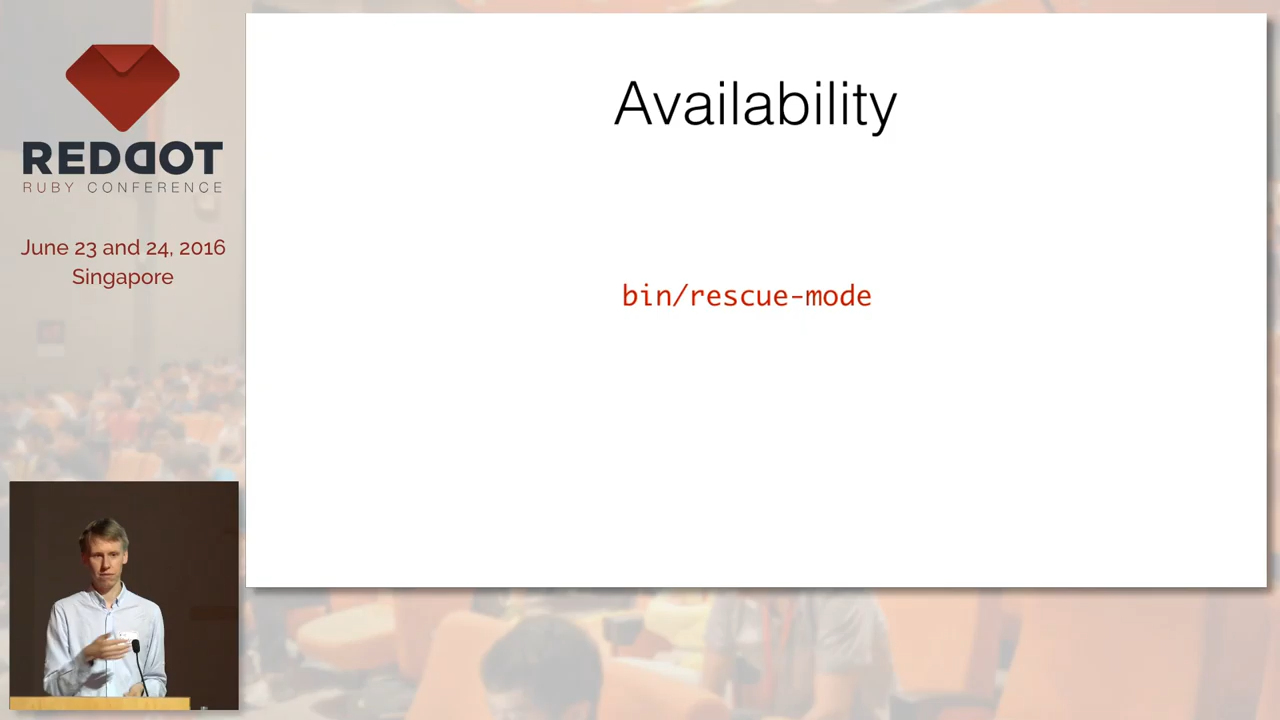 REDDOT
RUBY CONFERENCE
June 23 and 24, 2016
Singapore
Availability
bin/rescue-mode